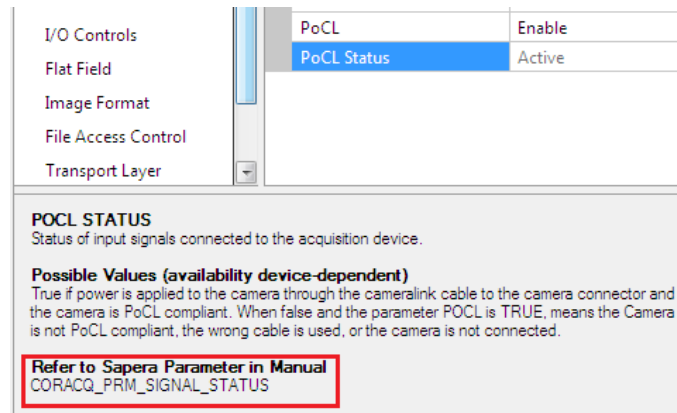 I/O Controls
Flat Field
Image Format
File Access Control
Transport Layer
PoCL Enable
PoCL Status Active
POCL STATUS
Status of input signals connected to the acquisition device.
Possible Values (availability device-dependent)
True if power is applied to the camera through the cameralink cable to the camera connector and
the camera is PoCL compliant. When false and the parameter POCL is TRUE, means the Camera
is not PoCL compliant, the wrong cable is used, or the camera is not connected.
Refer to Sapera Parameter in Manual
CORACQ_PRM_SIGNAL_STATUS